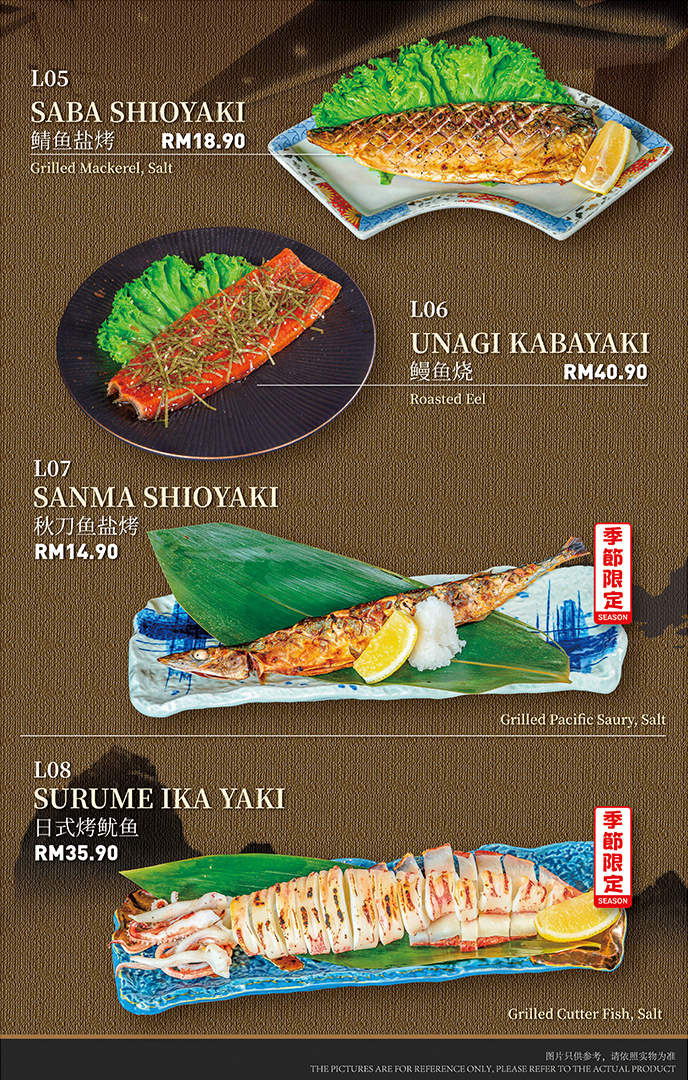 L05
SABA SHIOYAKI
鲭鱼盐烤 RM18.90
Grilled Mackerel, Salt
L06
UNAGI KABAYAKI
鳗鱼烧 RM40.90
Roasted Eel
L07
SANMA SHIOYAKI
秋刀鱼盐烤
RM14.90
季節限定
SEASON
Grilled Pacific Saury, Salt
L08
SURUME IKA YAKI
日式烤鱿鱼
RM35.90
季節限定
SEASON
Grilled Cutter Fish, Salt
图片只供参考，请依照实物为准
THE PICTURES ARE FOR REFERENCE ONLY, PLEASE REFER TO THE ACTUAL PRODUCT